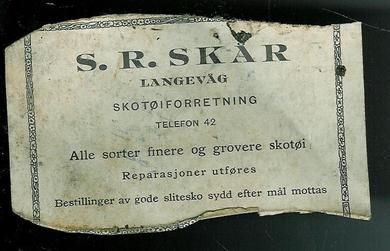 S. R. SKAR
LANGEVÅG
SKOTØIFORRETNING
TELEFON 42
Alle sorter finere og grovere skotøi
Reparasjoner utføres
Bestillinger av gode slitesko sydd efter mål mottas